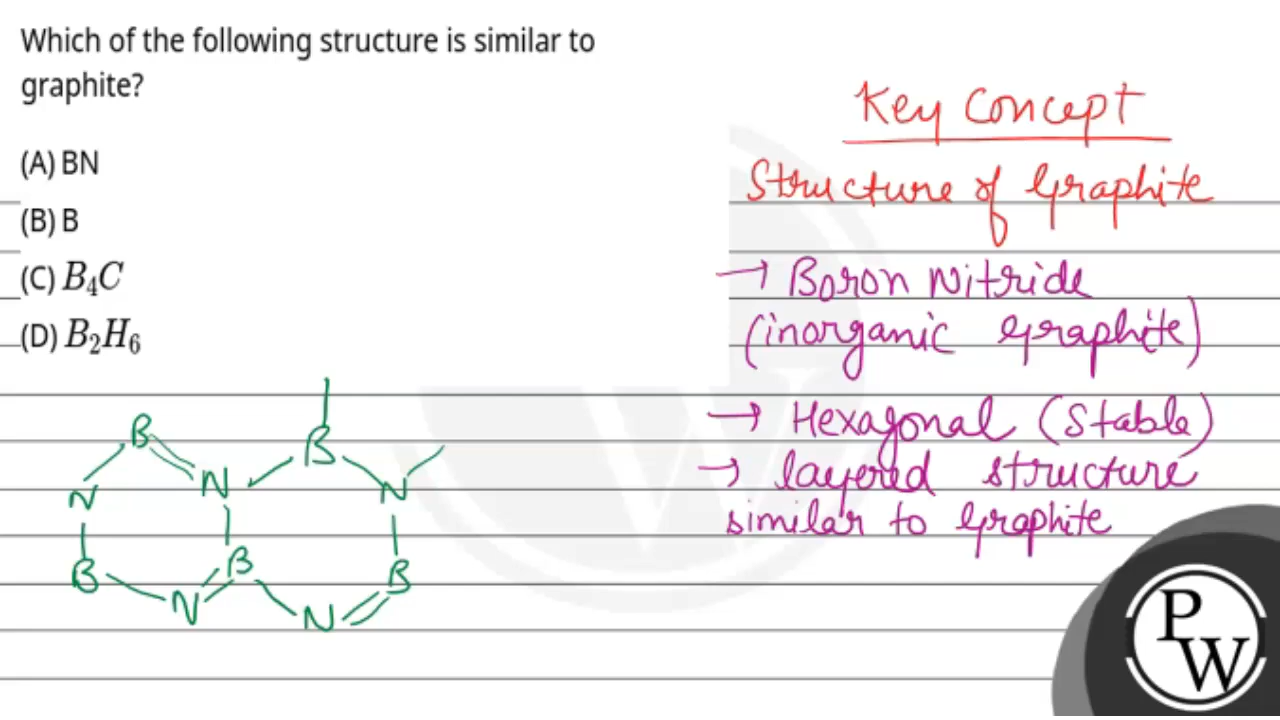 Which of the following structure is similar to
graphite?
(A) BN
(B) B
(C) B₄C
(D) B₂H₆
Key Concept
Structure of Graphite
→ Boron Nitride
(inorganic Graphite)
→ Hexagonal (Stable)
→ layered structure
similar to Graphite
B
B
N
N
N
B
B
B
N
N
P
W